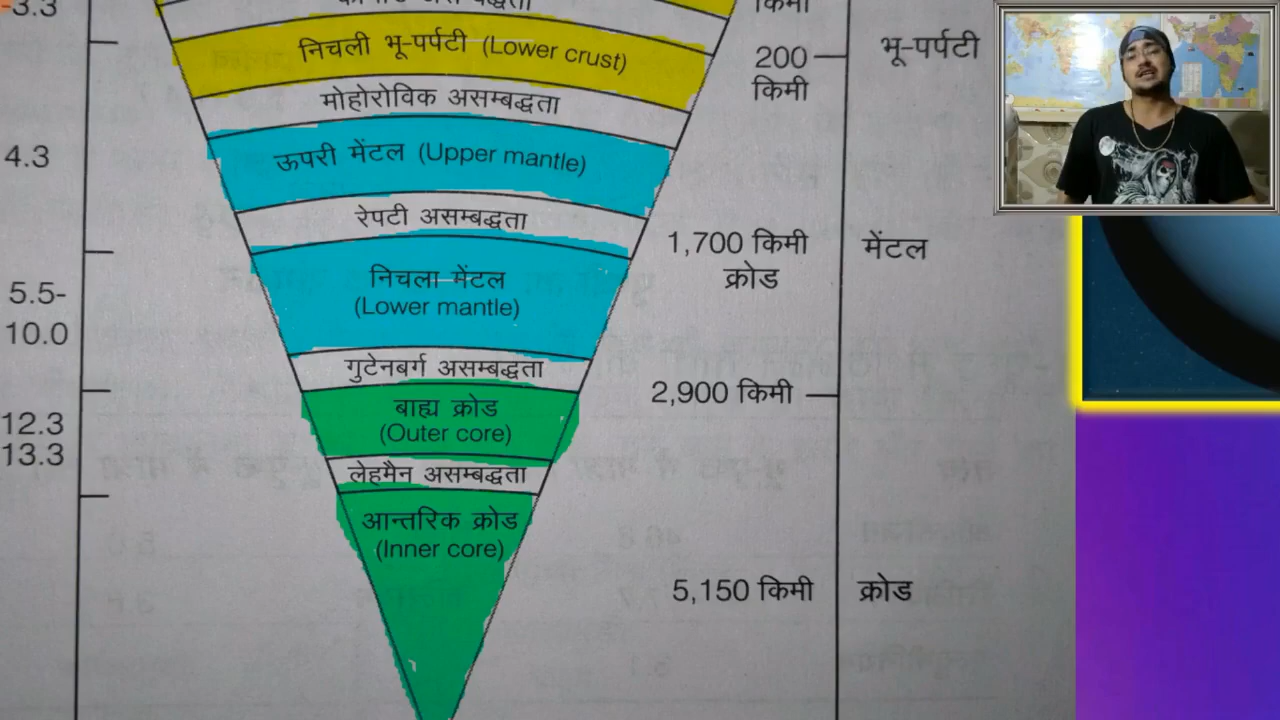 -3.3
किमी
निचली भू-पर्पटी (Lower crust)
200
किमी
भू-पर्पटी
मोहोरोविक असम्बद्धता
4.3
ऊपरी मेंटल (Upper mantle)
रेपटी असम्बद्धता
1,700 किमी
क्रोड
मेंटल
5.5-
10.0
निचला मेंटल
(Lower mantle)
गुटेनबर्ग असम्बद्धता
2,900 किमी
12.3
13.3
बाह्य क्रोड
(Outer core)
लेहमैन असम्बद्धता
आन्तरिक क्रोड
(Inner core)
5,150 किमी
क्रोड